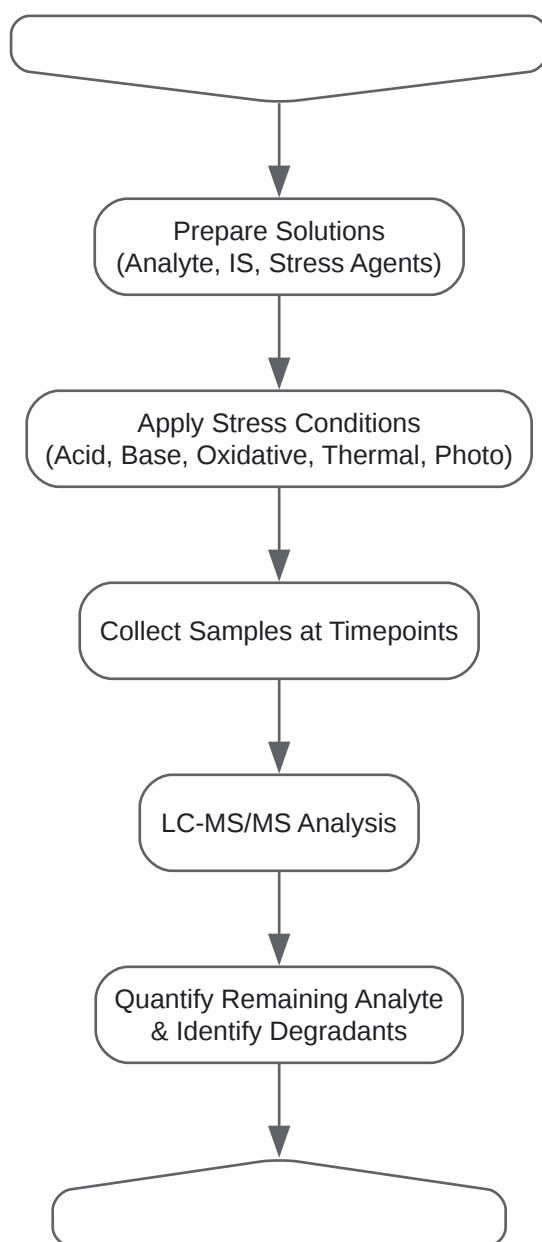 Prepare Solutions
(Analyte, IS, Stress Agents)
Apply Stress Conditions
(Acid, Base, Oxidative, Thermal, Photo)
Collect Samples at Timepoints
LC-MS/MS Analysis
Quantify Remaining Analyte
& Identify Degradants